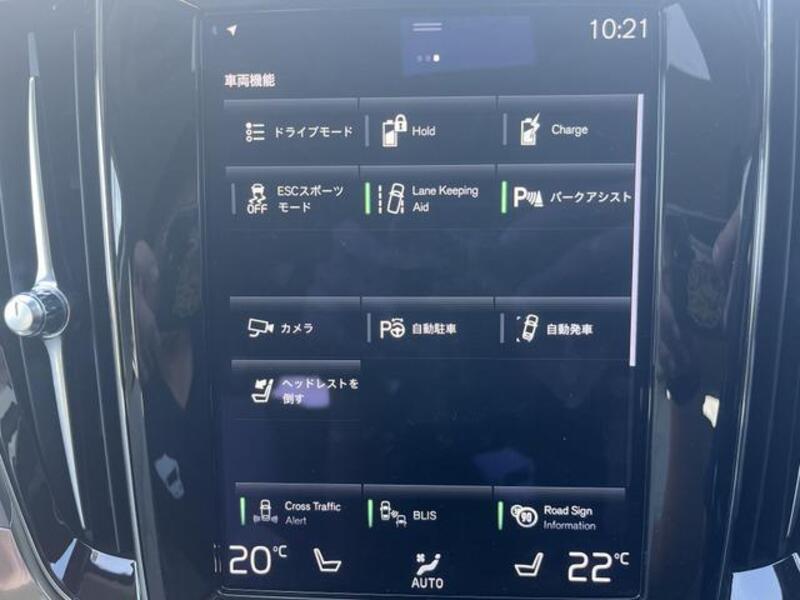 10:21
車両機能
ドライブモード
Hold
Charge
ESCスポーツ
モード
OFF
Lane Keeping
Aid
P パークアシスト
カメラ
P 自動駐車
自動発車
ヘッドレストを
倒す
Cross Traffic
Alert
BLIS
90
Road Sign
Information
20°C
AUTO
22°C